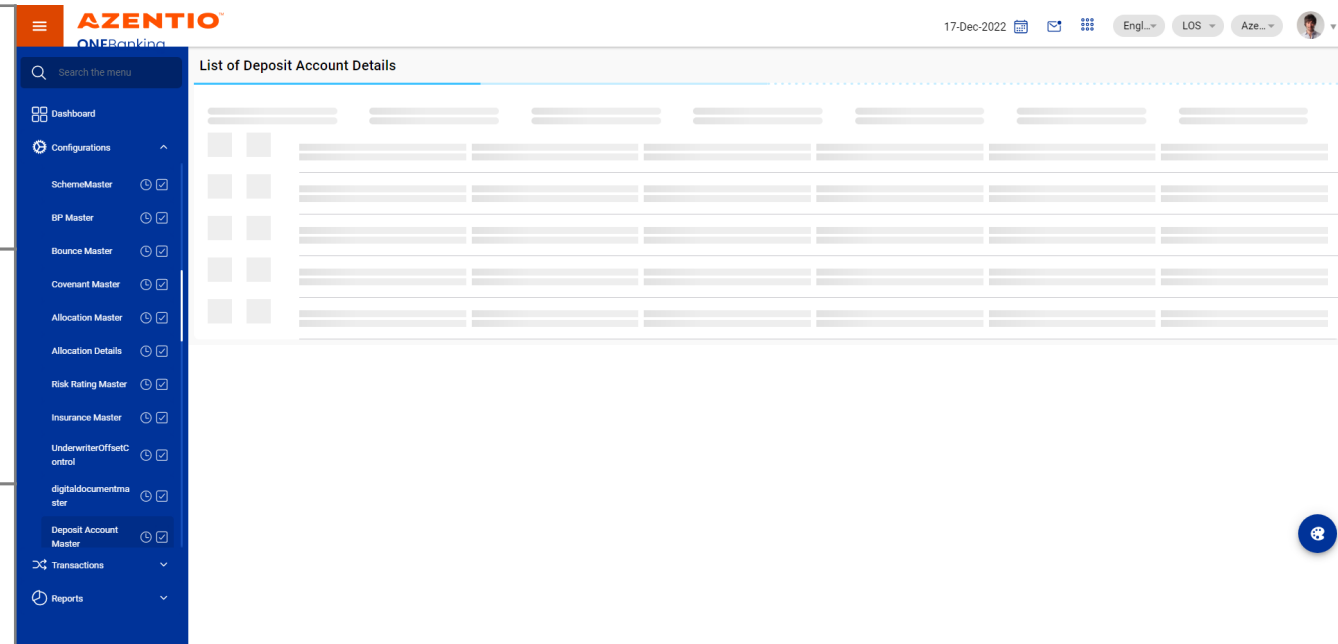 AZENTIO™
ONEBanking
17-Dec-2022
Engl...
LOS
Aze...
Search the menu
List of Deposit Account Details
Dashboard
Configurations
SchemeMaster
BP Master
Bounce Master
Covenant Master
Allocation Master
Allocation Details
Risk Rating Master
Insurance Master
UnderwriterOffsetC
ontrol
digitaldocumentma
ster
Deposit Account
Master
Transactions
Reports